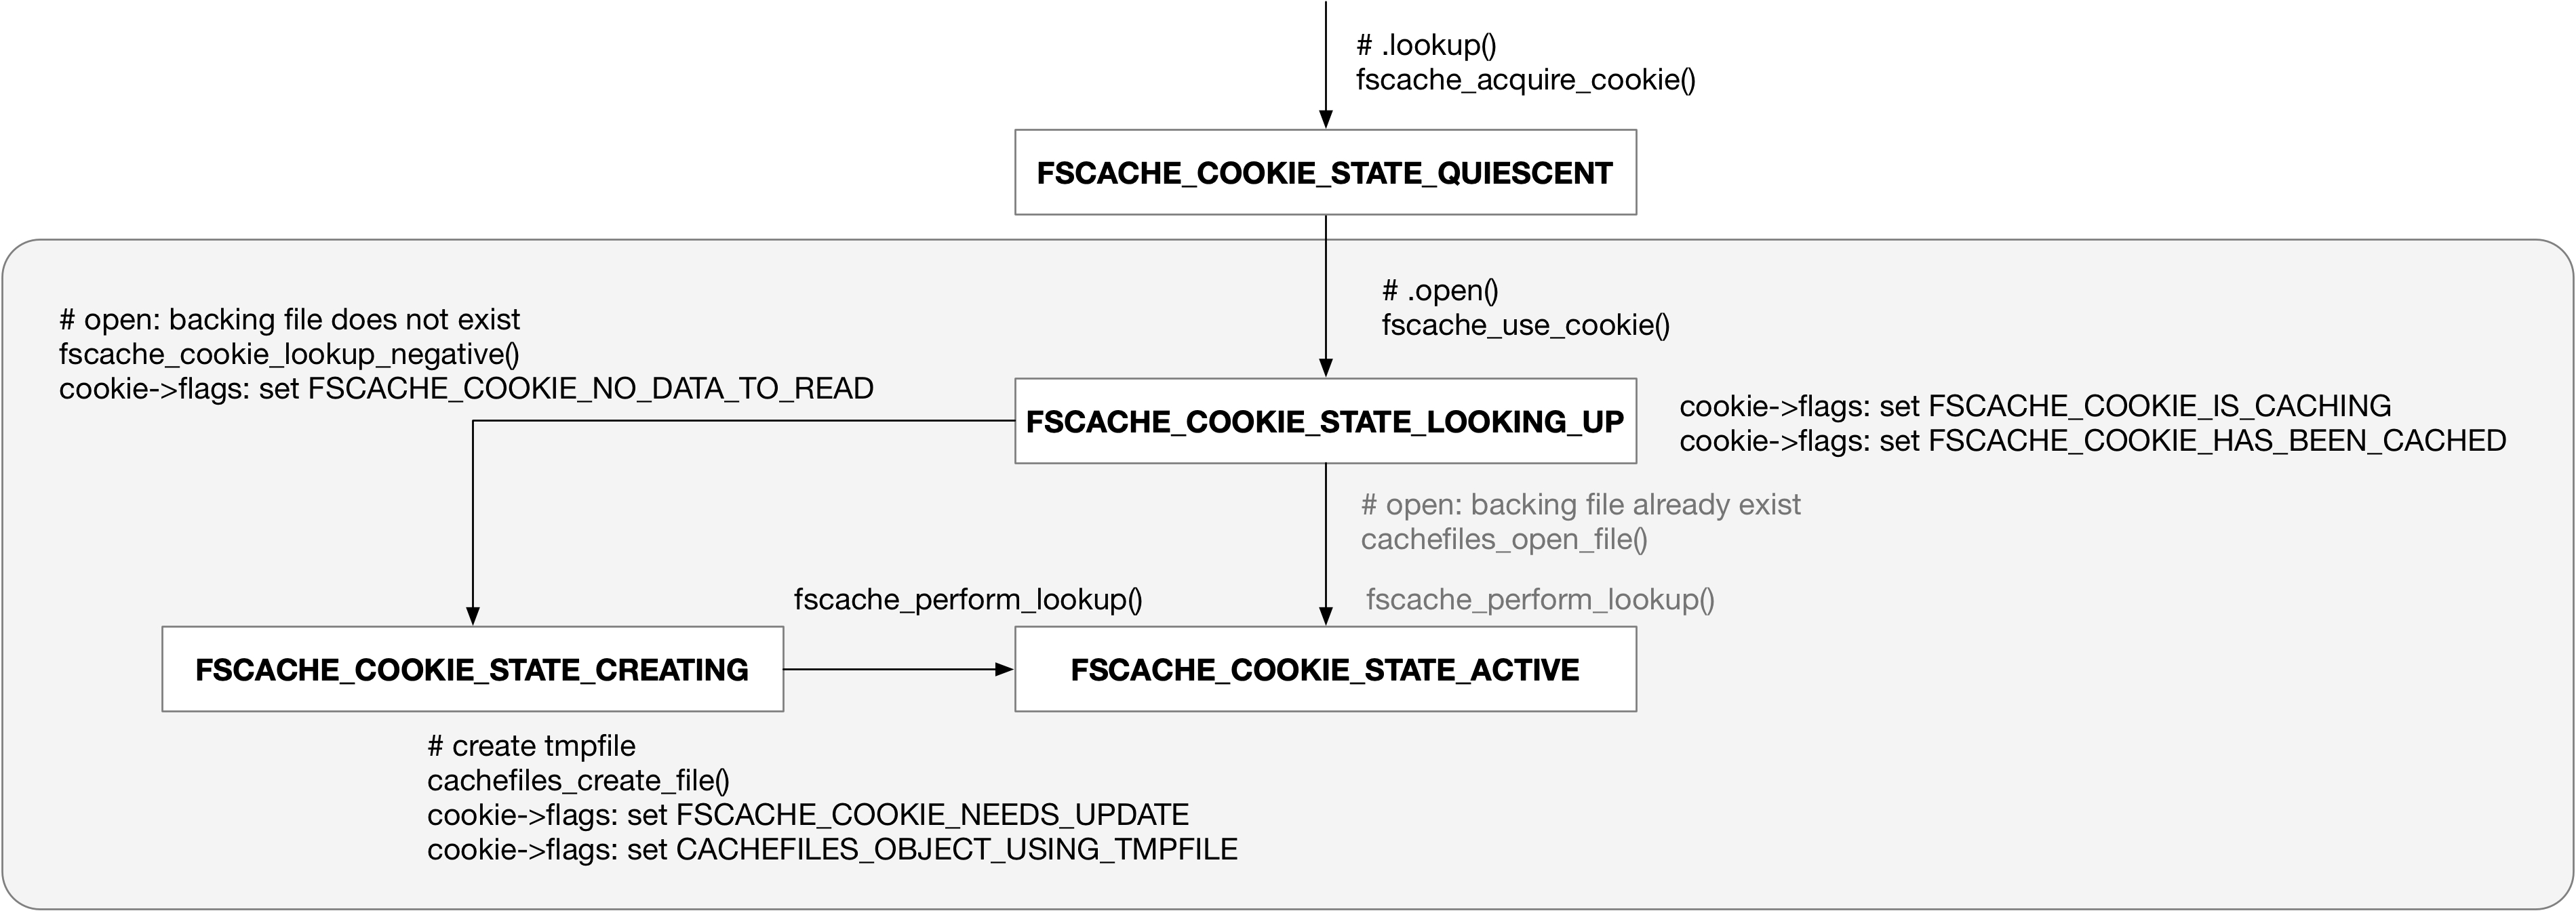 # .lookup()
fscache_acquire_cookie()
FSCACHE_COOKIE_STATE_QUIESCENT
# .open()
fscache_use_cookie()
# open: backing file does not exist
fscache_cookie_lookup_negative()
cookie->flags: set FSCACHE_COOKIE_NO_DATA_TO_READ
FSCACHE_COOKIE_STATE_LOOKING_UP
cookie->flags: set FSCACHE_COOKIE_IS_CACHING
cookie->flags: set FSCACHE_COOKIE_HAS_BEEN_CACHED
# open: backing file already exist
cachefiles_open_file()
fscache_perform_lookup()
fscache_perform_lookup()
FSCACHE_COOKIE_STATE_CREATING
FSCACHE_COOKIE_STATE_ACTIVE
# create tmpfile
cachefiles_create_file()
cookie->flags: set FSCACHE_COOKIE_NEEDS_UPDATE
cookie->flags: set CACHEFILES_OBJECT_USING_TMPFILE